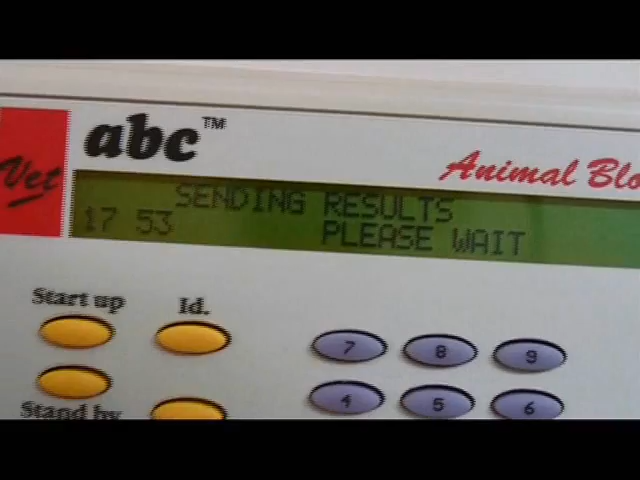 Vet
abc™
Animal Blo
SENDING RESULTS
17 53 PLEASE WAIT
Start up Id.
7 8 9
Stand by
4 5 6